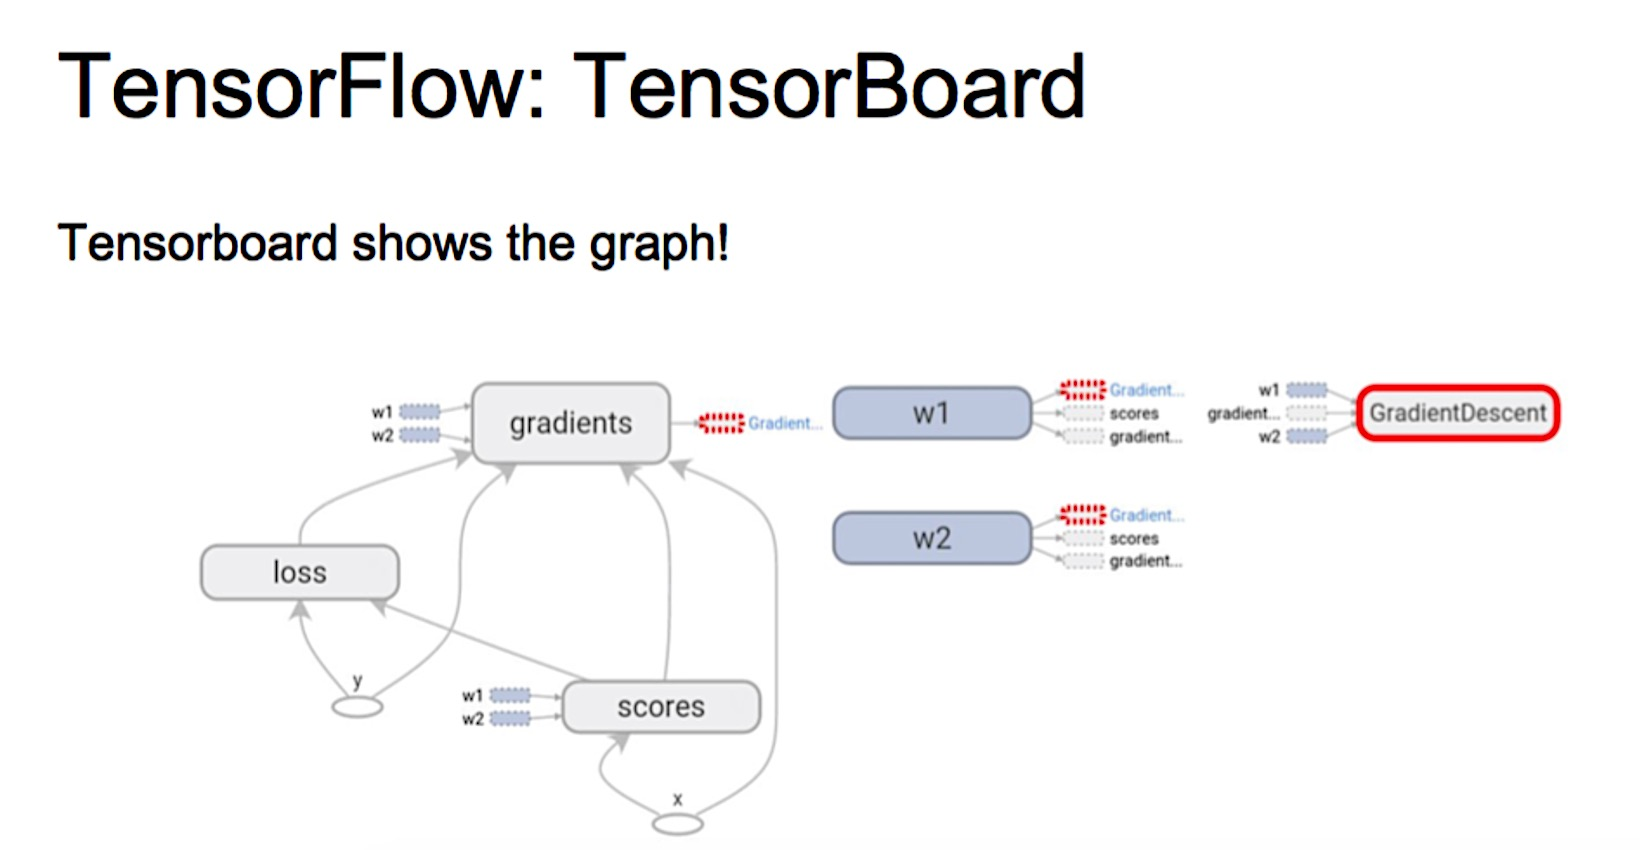 TensorFlow: TensorBoard
Tensorboard shows the graph!
w1
w2
gradients
Gradient...
w1
Gradient...
scores
gradient...
w1
gradient...
w2
GradientDescent
w2
Gradient...
scores
gradient...
loss
y
w1
w2
scores
x